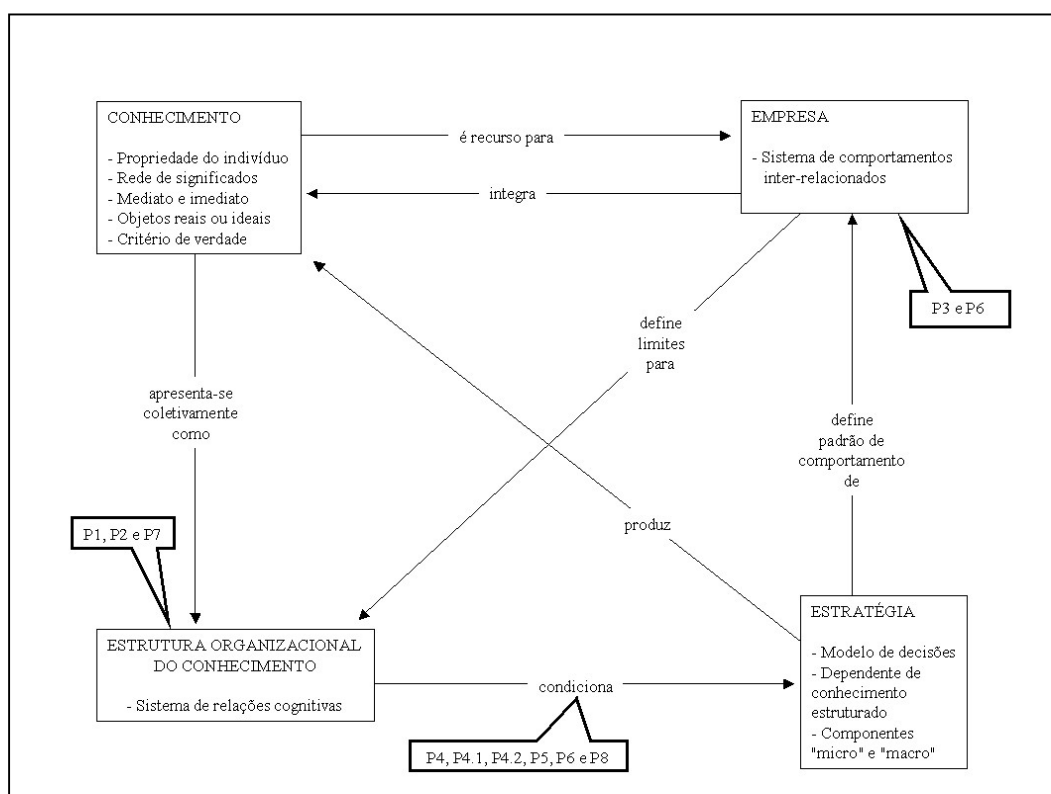 CONHECIMENTO
- Propriedade do indivíduo
- Rede de significados
- Mediato e imediato
- Objetos reais ou ideais
- Critério de verdade
é recurso para
integra
EMPRESA
- Sistema de comportamentos
inter-relacionados
P3 e P6
define
limites
para
apresenta-se
coletivamente
como
define
padrão de
comportamento
de
produz
P1, P2 e P7
ESTRUTURA ORGANIZACIONAL
DO CONHECIMENTO
- Sistema de relações cognitivas
condiciona
P4, P4.1, P4.2, P5, P6 e P8
ESTRATÉGIA
- Modelo de decisões
- Dependente de
conhecimento
estruturado
- Componentes
"micro" e "macro"